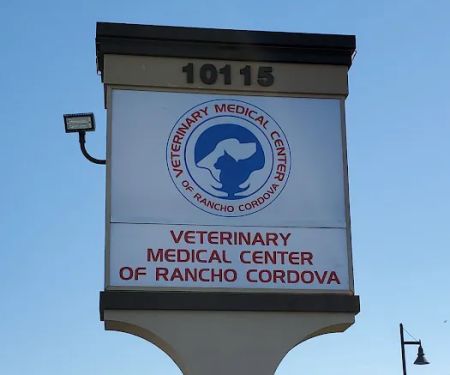 10115
VETERINARY MEDICAL CENTER
OF RANCHO CORDOVA
VETERINARY
MEDICAL CENTER
OF RANCHO CORDOVA